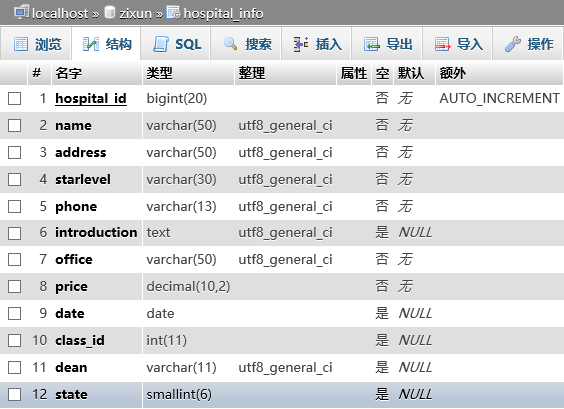 localhost » zixun » hospital_info
浏览 结构 SQL 搜索 插入 导出 导入 操作
# 名字 类型 整理 属性 空 默认 额外
1 hospital_id bigint(20) 否 无 AUTO_INCREMENT
2 name varchar(50) utf8_general_ci 否 无
3 address varchar(50) utf8_general_ci 否 无
4 starlevel varchar(30) utf8_general_ci 否 无
5 phone varchar(13) utf8_general_ci 否 无
6 introduction text utf8_general_ci 是 NULL
7 office varchar(50) utf8_general_ci 否 无
8 price decimal(10,2) 否 无
9 date date 是 NULL
10 class_id int(11) 是 NULL
11 dean varchar(11) utf8_general_ci 是 NULL
12 state smallint(6) 是 NULL